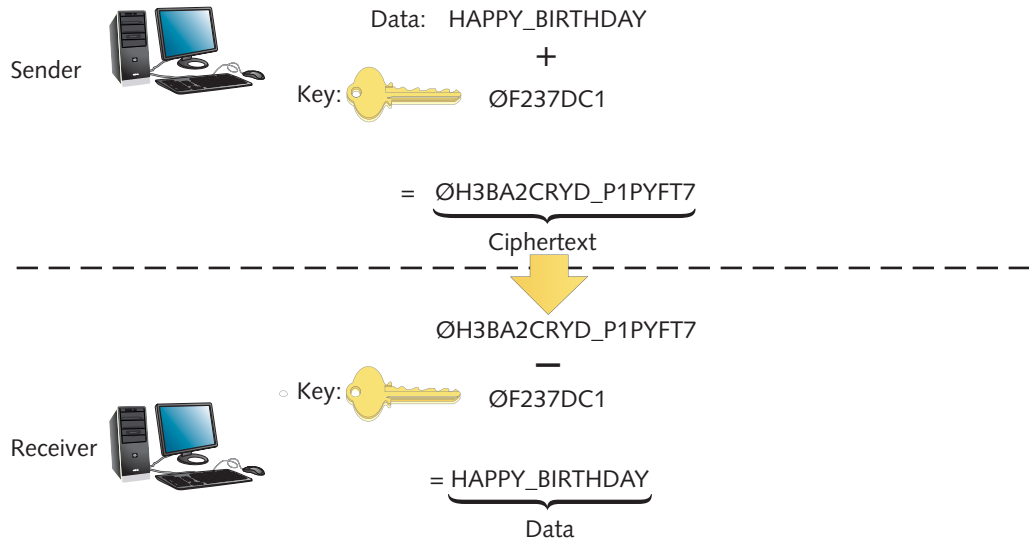 Data: HAPPY_BIRTHDAY
+
Sender
Key: ØF237DC1
= ØH3BA2CRYD_P1PYFT7
Ciphertext
ØH3BA2CRYD_P1PYFT7
–
Key: ØF237DC1
Receiver
= HAPPY_BIRTHDAY
Data